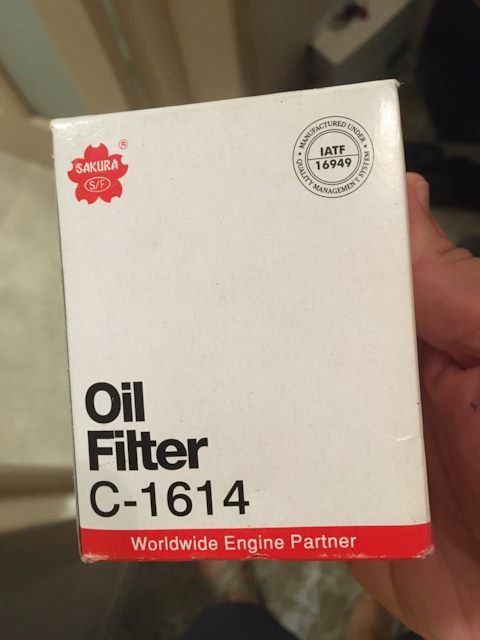 SAKURA
S/F
®
MANUFACTURED UNDER
IATF
16949
QUALITY MANAGEMENT SYSTEM
Oil
Filter
C-1614
Worldwide Engine Partner